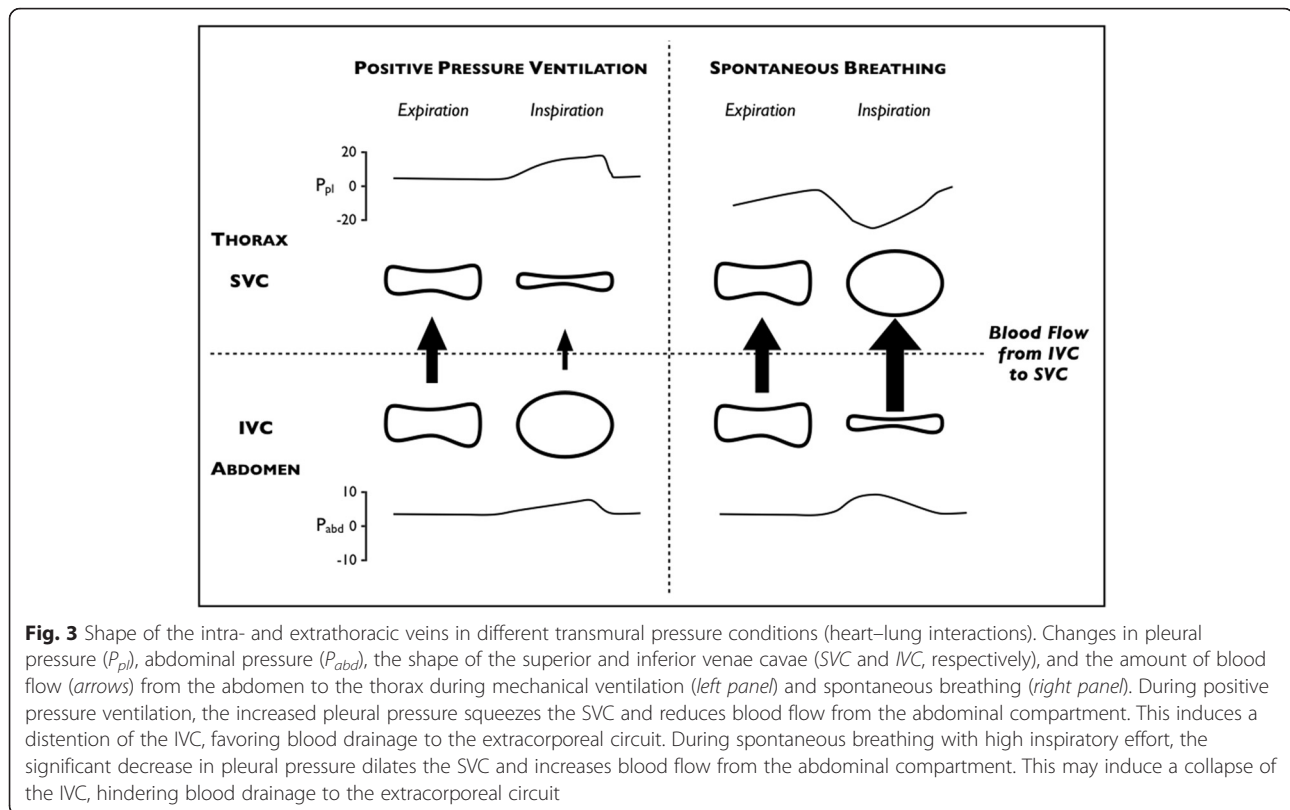 POSITIVE PRESSURE VENTILATION
SPONTANEOUS BREATHING
Expiration
Inspiration
Expiration
Inspiration
20
P_pl 0
-20
THORAX
SVC
Blood Flow
from IVC
to SVC
IVC
ABDOMEN
10
P_abd 0
-10
Fig. 3 Shape of the intra- and extrathoracic veins in different transmural pressure conditions (heart–lung interactions). Changes in pleural
pressure (P_pl), abdominal pressure (P_abd), the shape of the superior and inferior venae cavae (SVC and IVC, respectively), and the amount of blood
flow (arrows) from the abdomen to the thorax during mechanical ventilation (left panel) and spontaneous breathing (right panel). During positive
pressure ventilation, the increased pleural pressure squeezes the SVC and reduces blood flow from the abdominal compartment. This induces a
distention of the IVC, favoring blood drainage to the extracorporeal circuit. During spontaneous breathing with high inspiratory effort, the
significant decrease in pleural pressure dilates the SVC and increases blood flow from the abdominal compartment. This may induce a collapse of
the IVC, hindering blood drainage to the extracorporeal circuit